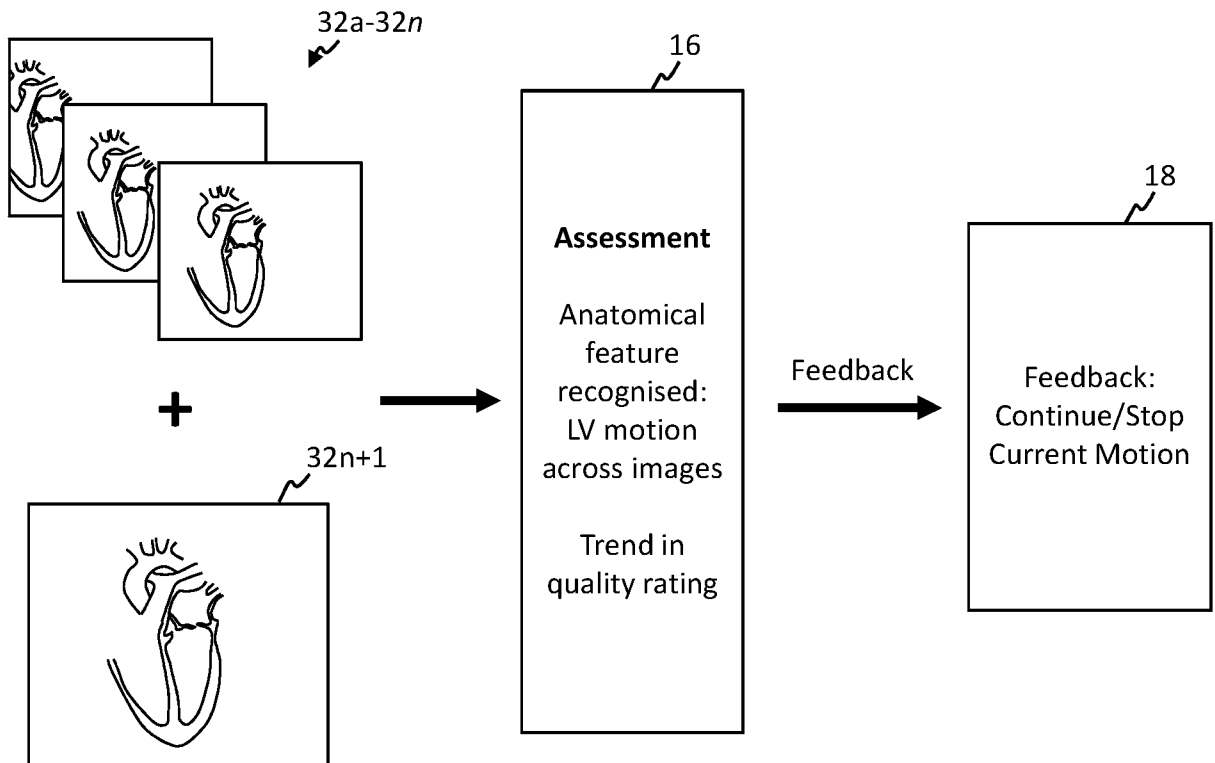 32a-32n
16
Assessment
Anatomical
feature
recognised:
LV motion
across images
Trend in
quality rating
Feedback
18
Feedback:
Continue/Stop
Current Motion
+
32n+1